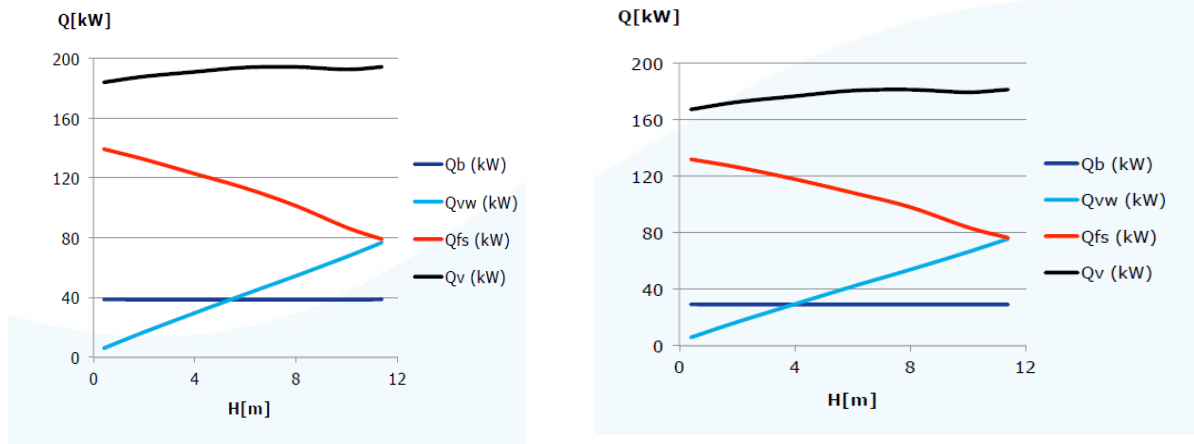 Q[kW]
200
160
120
80
40
0
0 4 8 12
H[m]
Qb (kW)
Qvw (kW)
Qfs (kW)
Qv (kW)
Q[kW]
200
160
120
80
40
0
0 4 8 12
H[m]
Qb (kW)
Qvw (kW)
Qfs (kW)
Qv (kW)